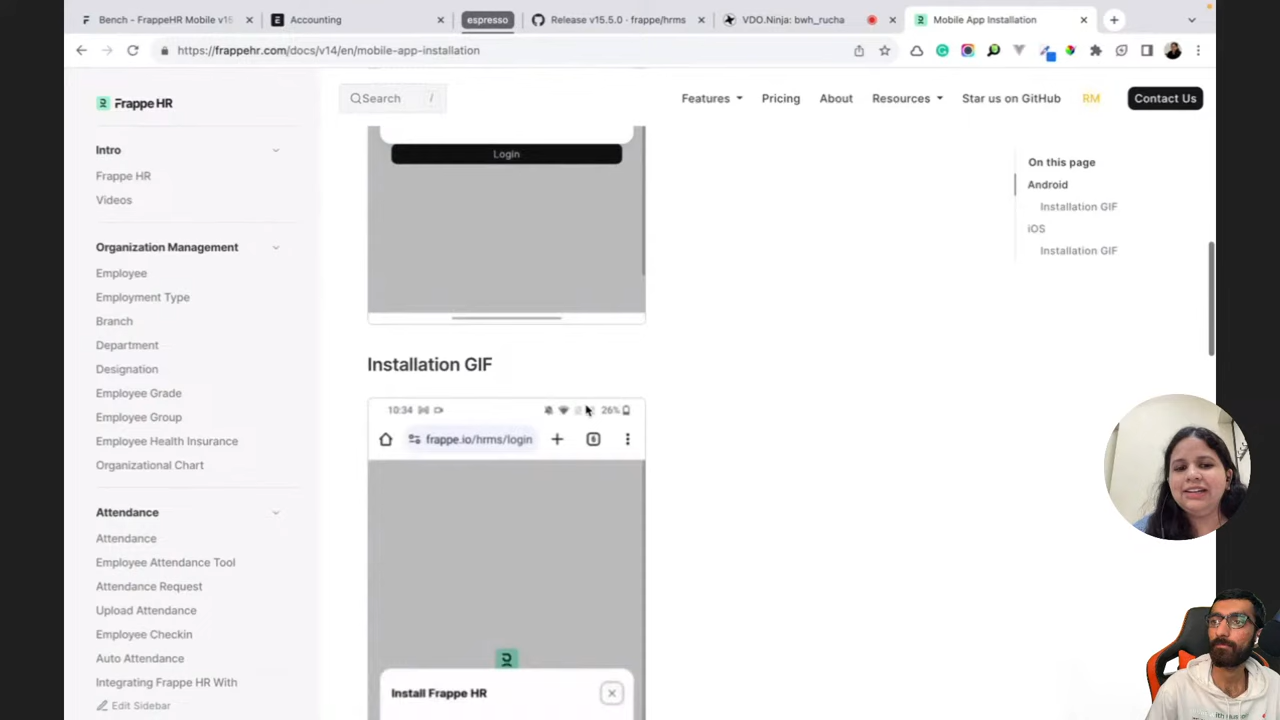 Bench - FrappeHR Mobile v15
Accounting
espresso
Release v15.5.0 · frappe/hrms
VDO.Ninja: bwh_rucha
Mobile App Installation
https://frappehr.com/docs/v14/en/mobile-app-installation
Frappe HR
Search /
Features
Pricing
About
Resources
Star us on GitHub
RM
Contact Us
Intro
Frappe HR
Videos
Organization Management
Employee
Employment Type
Branch
Department
Designation
Employee Grade
Employee Group
Employee Health Insurance
Organizational Chart
Attendance
Attendance
Employee Attendance Tool
Attendance Request
Upload Attendance
Employee Checkin
Auto Attendance
Integrating Frappe HR With
Edit Sidebar
Login
Installation GIF
10:34
26%
frappe.io/hrms/login
6
Install Frappe HR
On this page
Android
Installation GIF
iOS
Installation GIF